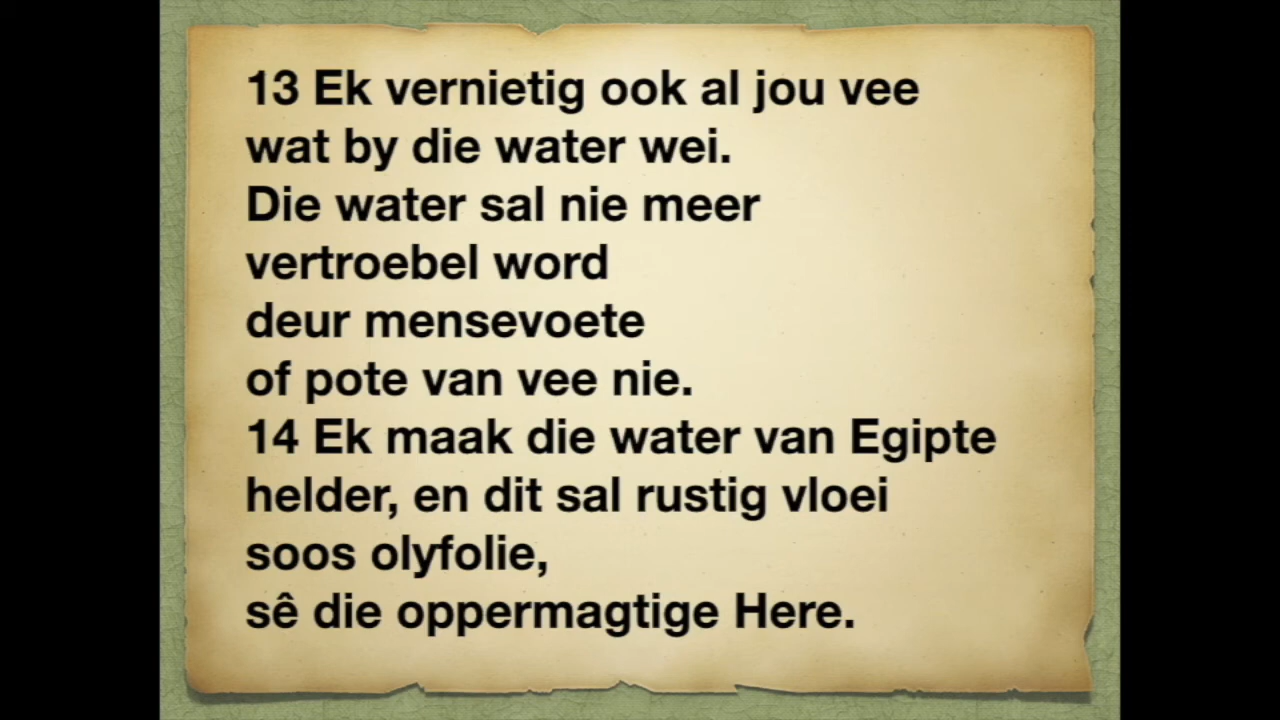 13 Ek vernietig ook al jou vee
wat by die water wei.
Die water sal nie meer
vertroebel word
deur mensevoete
of pote van vee nie.
14 Ek maak die water van Egipte
helder, en dit sal rustig vloei
soos olyfolie,
sê die oppermagtige Here.